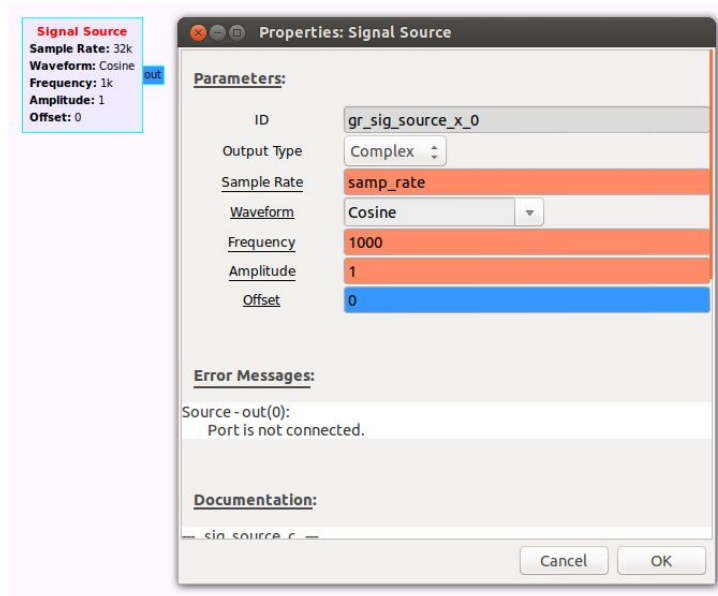 Signal Source
Sample Rate: 32k
Waveform: Cosine
Frequency: 1k
Amplitude: 1
Offset: 0
out
Properties: Signal Source
Parameters:
ID gr_sig_source_x_0
Output Type Complex
Sample Rate samp_rate
Waveform Cosine
Frequency 1000
Amplitude 1
Offset 0
Error Messages:
Source - out(0):
Port is not connected.
Documentation:
--- sig_source_c ---
Cancel OK